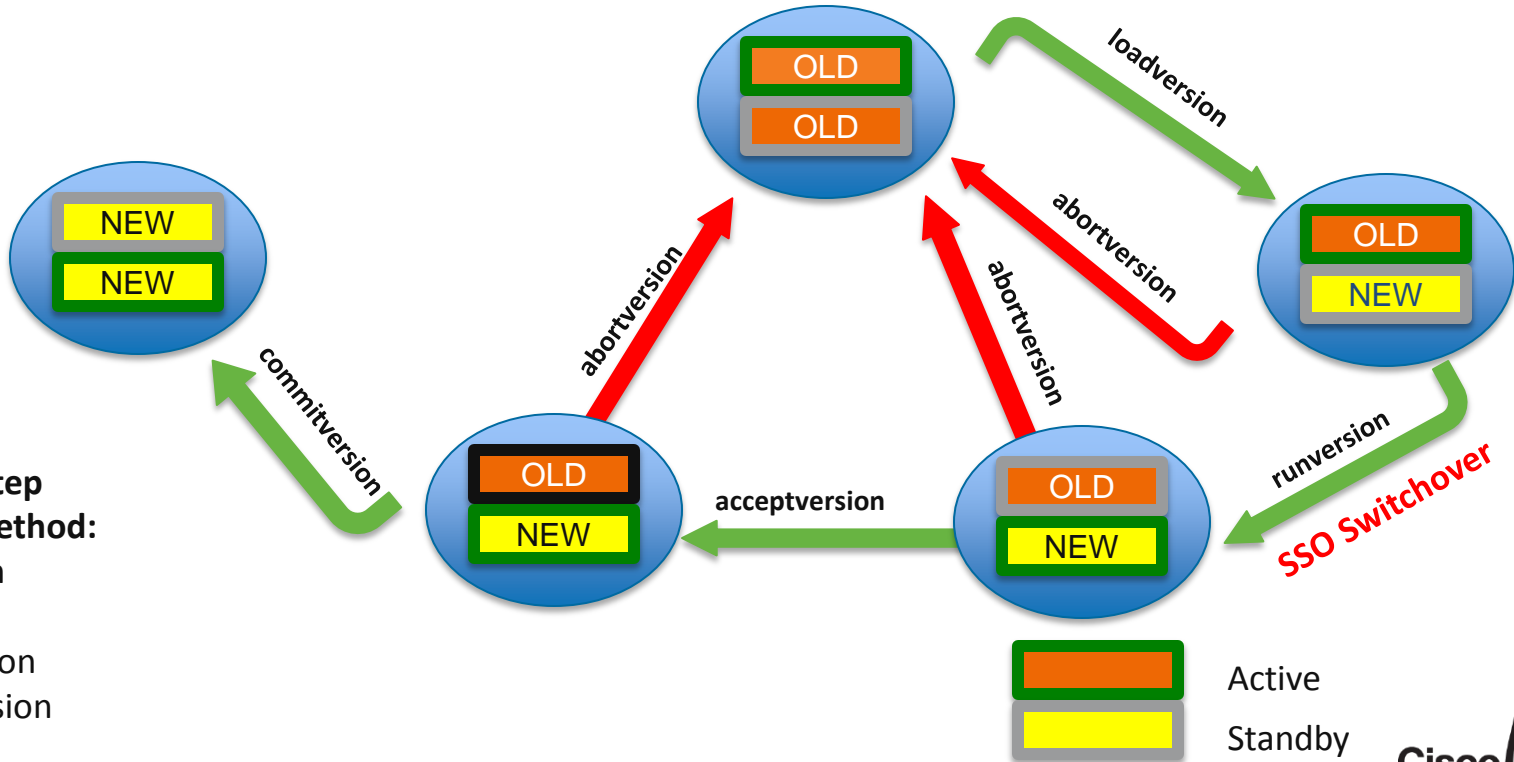 OLD
OLD
loadversion
NEW
NEW
abortversion
OLD
NEW
abortversion
abortversion
commitversion
OLD
NEW
acceptversion
OLD
NEW
runversion
SSO Switchover
Active
Standby
Cisco